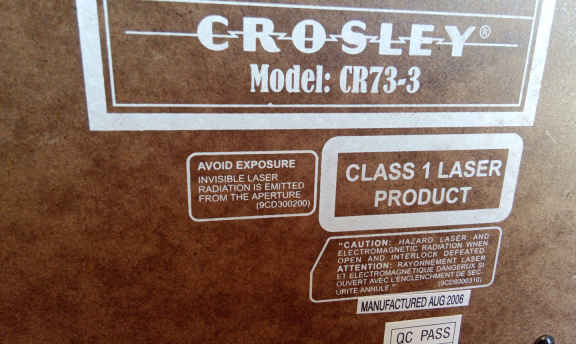 CROSLEY®
Model: CR73-3
AVOID EXPOSURE
INVISIBLE LASER
RADIATION IS EMITTED
FROM THE APERTURE
(9CD300200)
CLASS 1 LASER
PRODUCT
"CAUTION: HAZARD LASER AND
ELECTROMAGNETIC RADIATION WHEN
OPEN AND INTERLOCK DEFEATED
ATTENTION: RAYONNEMENT LASER
ET ELECTROMAGNETIQUE DANGERUX SI
OUVERT AVEC L'ENCLENCHMENT DE SEC-
URITE ANNULE
MANUFACTURED AUG 2006
QC PASS